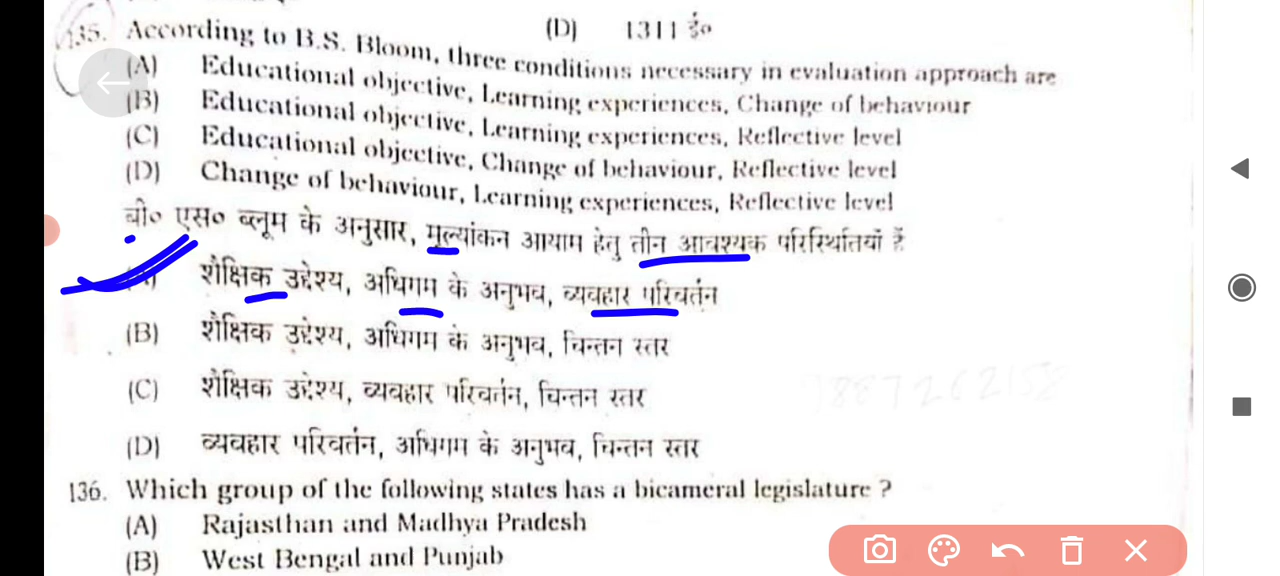 (D) 1311 ई०
135. According to B.S. Bloom, three conditions necessary in evaluation approach are
(A) Educational objective, Learning experiences, Change of behaviour
(B) Educational objective, Learning experiences, Reflective level
(C) Educational objective, Change of behaviour, Reflective level
(D) Change of behaviour, Learning experiences, Reflective level
बी० एस० ब्लूम के अनुसार, मूल्यांकन आयाम हेतु तीन आवश्यक परिस्थितियाँ हैं
(A) शैक्षिक उद्देश्य, अधिगम के अनुभव, व्यवहार परिवर्तन
(B) शैक्षिक उद्देश्य, अधिगम के अनुभव, चिन्तन स्तर
(C) शैक्षिक उद्देश्य, व्यवहार परिवर्तन, चिन्तन स्तर
(D) व्यवहार परिवर्तन, अधिगम के अनुभव, चिन्तन स्तर
136. Which group of the following states has a bicameral legislature ?
(A) Rajasthan and Madhya Pradesh
(B) West Bengal and Punjab